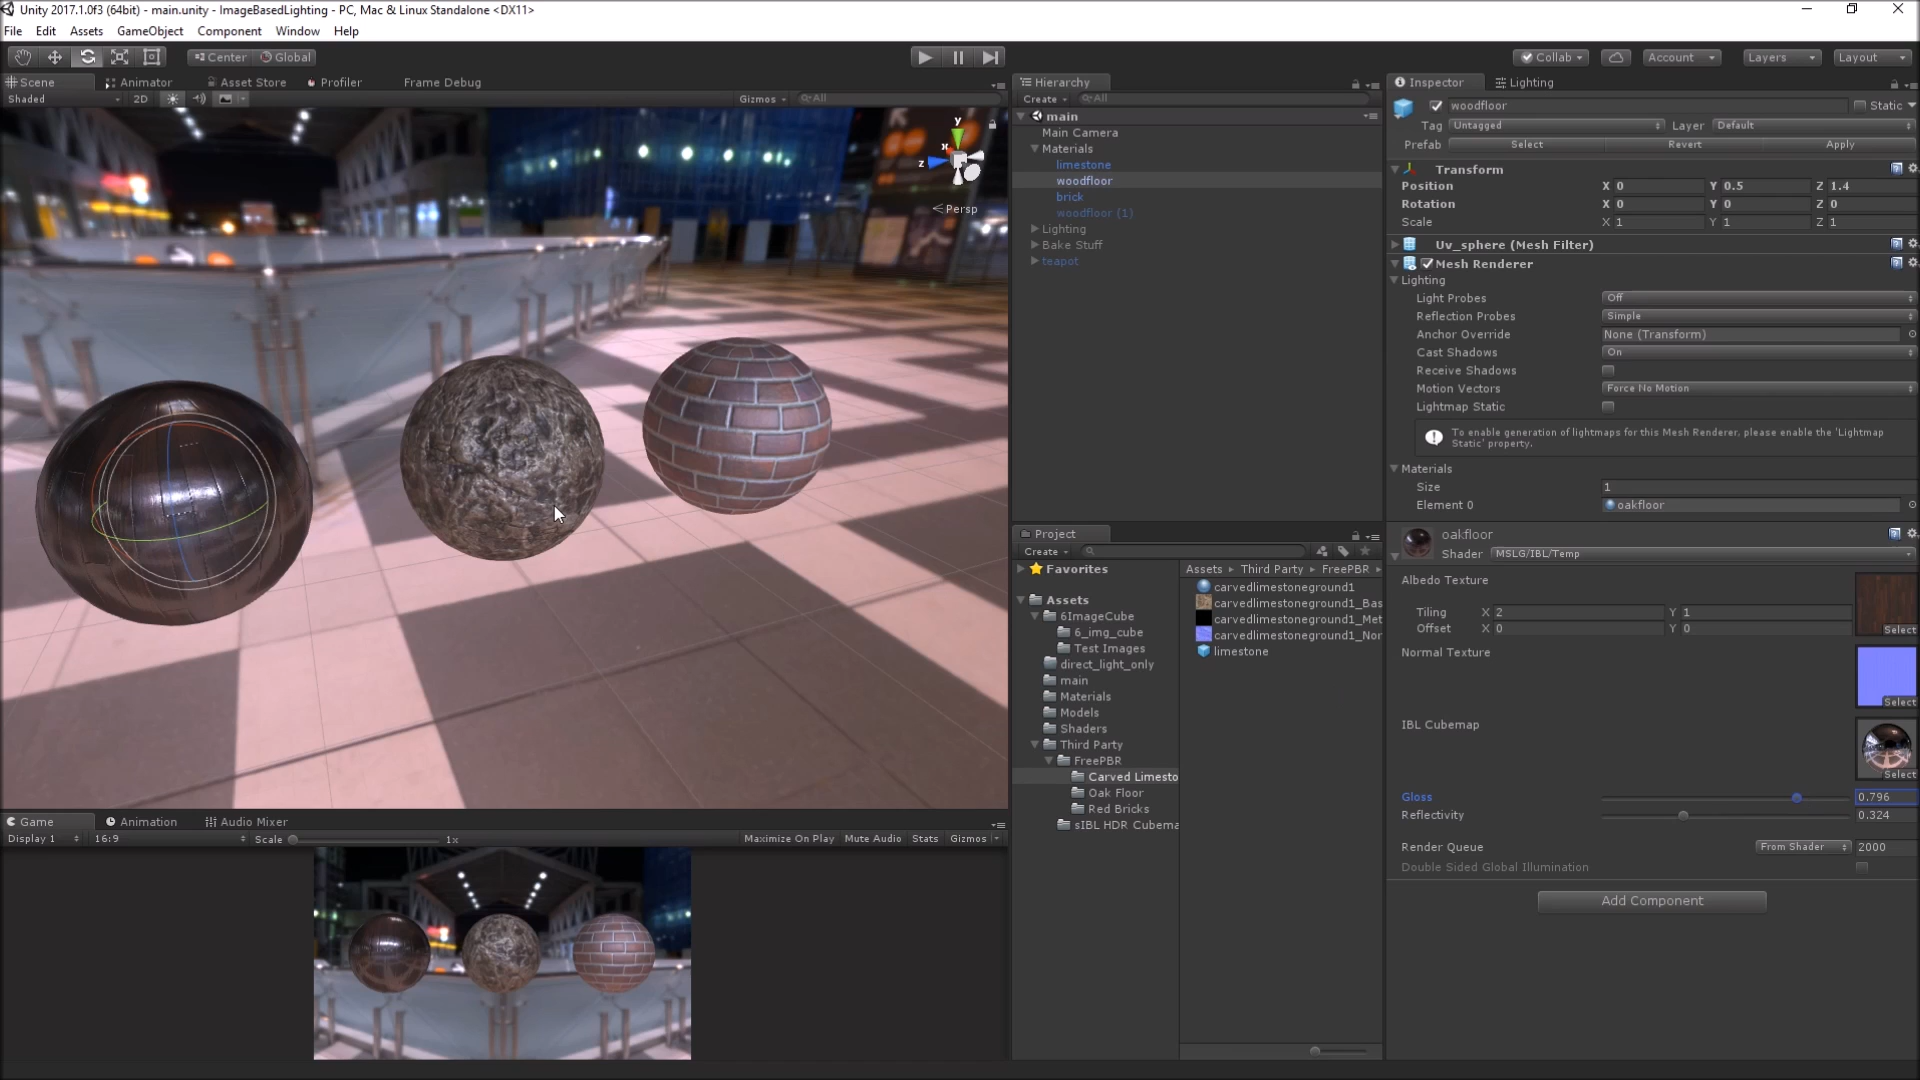 Unity 2017.1.0f3 (64bit) - main.unity - ImageBasedLighting - PC, Mac & Linux Standalone <DX11>
File Edit Assets GameObject Component Window Help
Center Global Collab Account Layers Layout
Scene Animator Asset Store Profiler Frame Debug
Shaded 2D Gizmos All
y
x
z
Persp
Hierarchy
Create All
main
Main Camera
Materials
limestone
woodfloor
brick
woodfloor (1)
Lighting
Bake Stuff
teapot
Inspector Lighting
woodfloor Static
Tag Untagged Layer Default
Prefab Select Revert Apply
Transform
Position X 0 Y 0.5 Z 1.4
Rotation X 0 Y 0 Z 0
Scale X 1 Y 1 Z 1
Uv_sphere (Mesh Filter)
Mesh Renderer
Lighting
Light Probes Off
Reflection Probes Simple
Anchor Override None (Transform)
Cast Shadows On
Receive Shadows
Motion Vectors Force No Motion
Lightmap Static
To enable generation of lightmaps for this Mesh Renderer, please enable the 'Lightmap
Static' property.
Materials
Size 1
Element 0 oakfloor
oakfloor
Shader MSLG/IBL/Temp
Albedo Texture
Tiling X 2 Y 1
Offset X 0 Y 0
Select
Normal Texture
Select
IBL Cubemap
Select
Gloss 0.796
Reflectivity 0.324
Render Queue From Shader 2000
Double Sided Global Illumination
Add Component
Project
Create
Favorites
Assets
6ImageCube
6_img_cube
Test Images
direct_light_only
main
Materials
Models
Shaders
Third Party
FreePBR
Carved Limesto
Oak Floor
Red Bricks
sIBL HDR Cubema
Assets Third Party FreePBR
carvedlimestoneground1
carvedlimestoneground1_Bas
carvedlimestoneground1_Met
carvedlimestoneground1_Nor
limestone
Game Animation Audio Mixer
Display 1 16:9 Scale 1x Maximize On Play Mute Audio Stats Gizmos